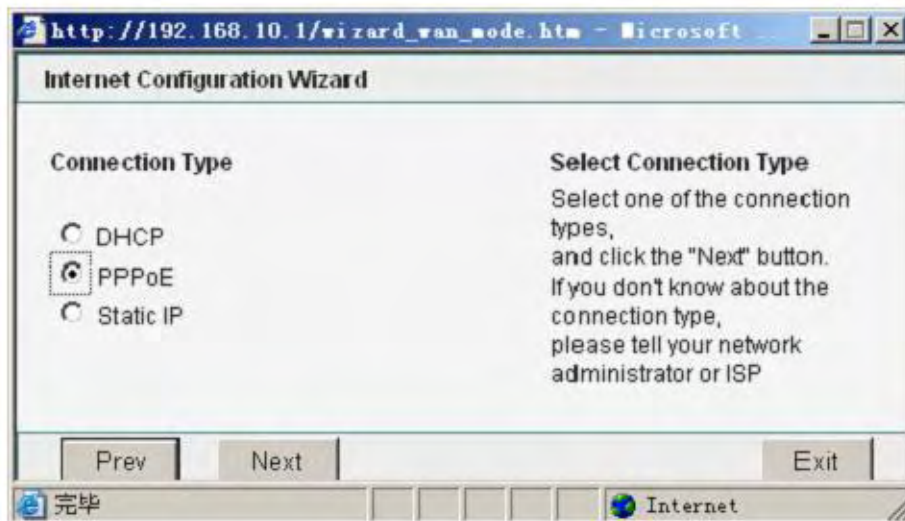 http://192.168.10.1/wizard_wan_mode.htm - Microsoft ...
Internet Configuration Wizard
Connection Type
DHCP
PPPoE
Static IP
Select Connection Type
Select one of the connection
types,
and click the "Next" button.
If you don't know about the
connection type,
please tell your network
administrator or ISP
Prev
Next
Exit
完毕
Internet